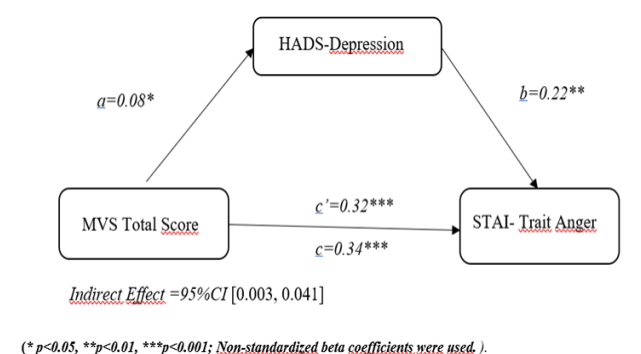 HADS-Depression
a=0.08*
b=0.22**
MVS Total Score
c’=0.32***
c=0.34***
STAI- Trait Anger
Indirect Effect =95%CI [0.003, 0.041]
(* p<0.05, **p<0.01, ***p<0.001; Non-standardized beta coefficients were used. ).